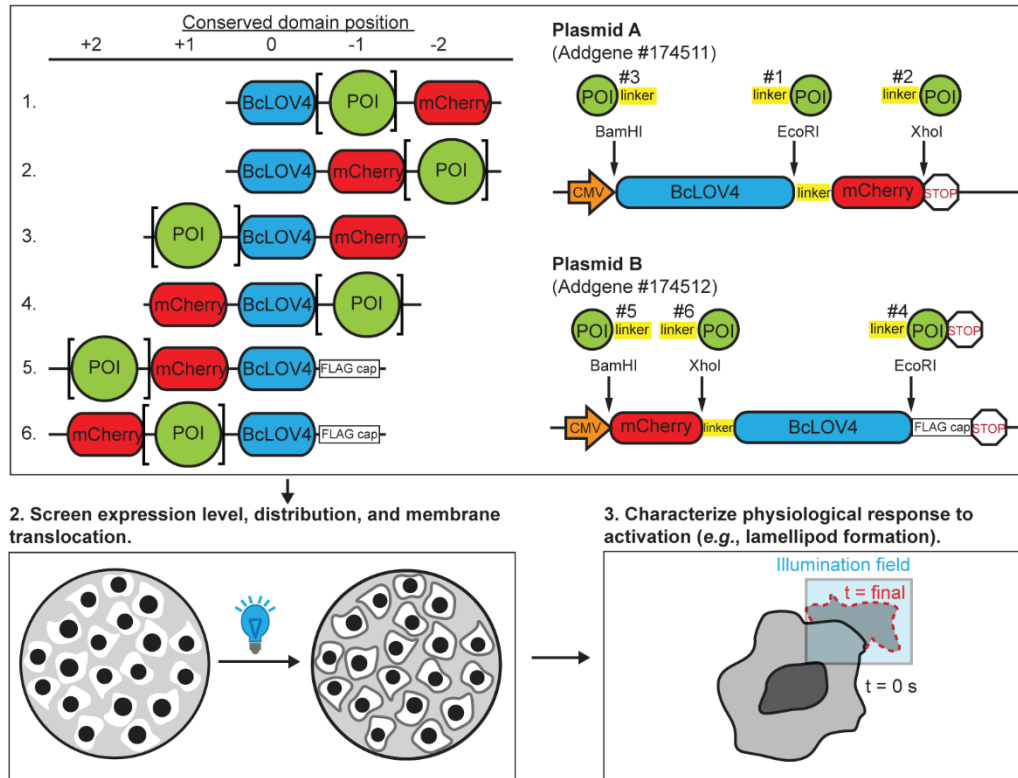 Conserved domain position
+2 +1 0 -1 -2
1. BcLOV4 POI mCherry
2. BcLOV4 mCherry POI
3. POI BcLOV4 mCherry
4. mCherry BcLOV4 POI
5. POI mCherry BcLOV4 FLAG cap
6. mCherry POI BcLOV4 FLAG cap
Plasmid A
(Addgene #174511)
POI #3 linker
#1 linker POI
#2 linker POI
BamHI EcoRI XhoI
CMV BcLOV4 linker mCherry STOP
Plasmid B
(Addgene #174512)
POI #5 linker
#6 linker POI
#4 linker POI STOP
BamHI XhoI EcoRI
CMV mCherry linker BcLOV4 FLAG cap STOP
2. Screen expression level, distribution, and membrane
translocation.
3. Characterize physiological response to
activation (e.g., lamellipod formation).
Illumination field
t = final
t = 0 s